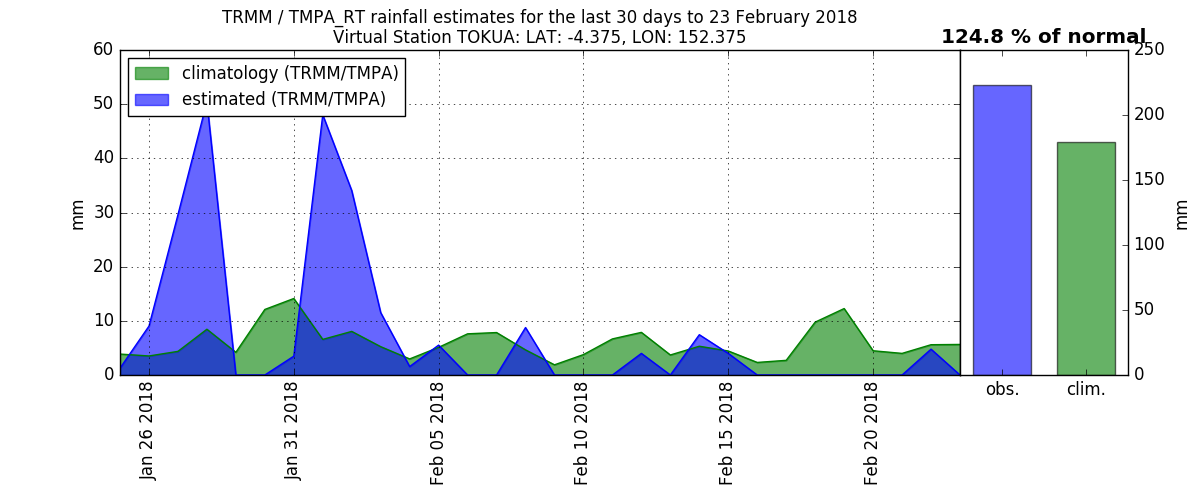 TRMM / TMPA_RT rainfall estimates for the last 30 days to 23 February 2018
Virtual Station TOKUA: LAT: -4.375, LON: 152.375
124.8 % of normal
climatology (TRMM/TMPA)
estimated (TRMM/TMPA)
60
50
40
30
20
10
0
mm
Jan 26 2018
Jan 31 2018
Feb 05 2018
Feb 10 2018
Feb 15 2018
Feb 20 2018
250
200
150
100
50
0
mm
obs.
clim.